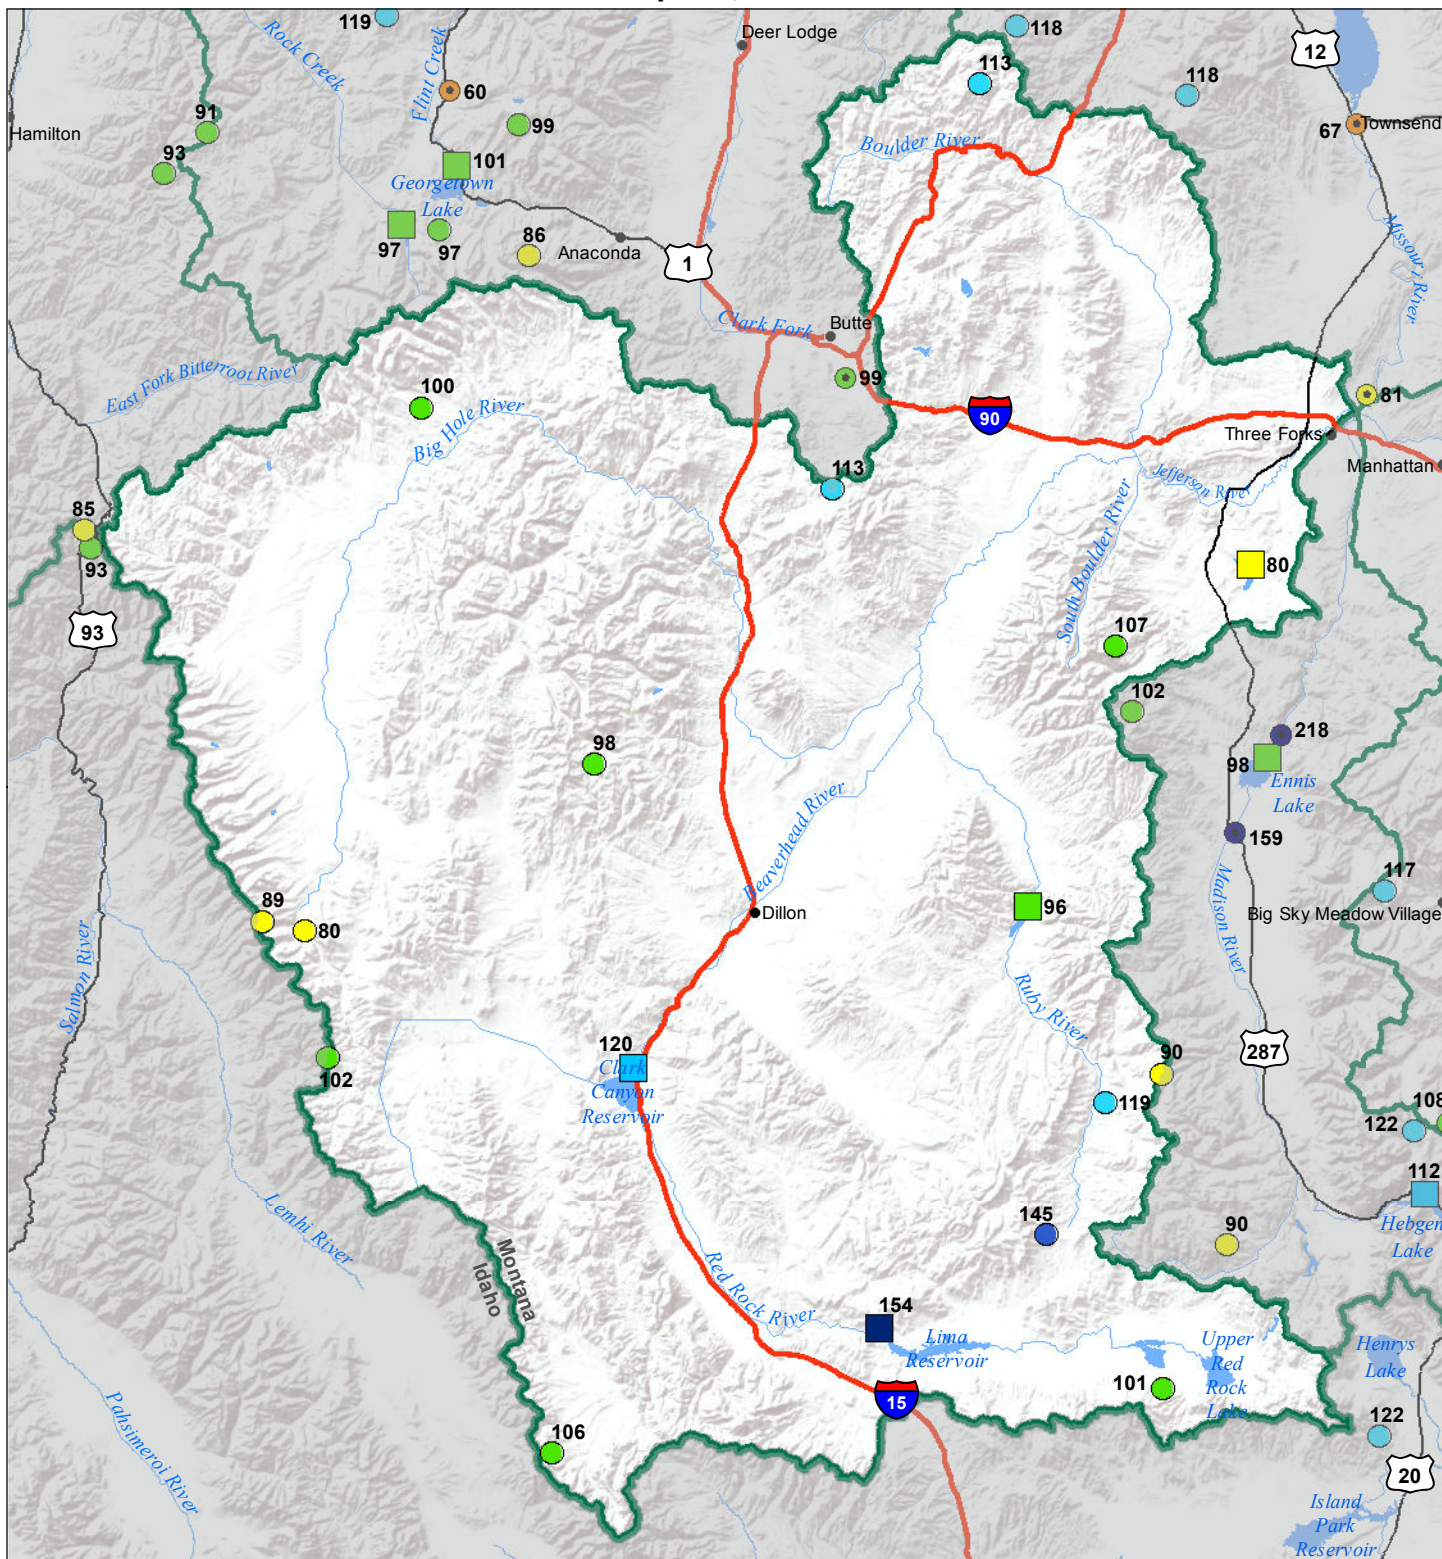 119
Rock Creek
Flint Creek
60
Deer Lodge
118
113
118
12
67
Townsend
Hamilton
91
93
99
101
Georgetown
Lake
97
97
86
Anaconda
1
Boulder River
Missouri River
Clark Fork
Butte
99
East Fork Bitterroot River
100
Big Hole River
90
81
Three Forks
Manhattan
Jefferson River
113
85
93
93
South Boulder River
80
107
102
98
218
98
Ennis
Lake
159
117
Big Sky Meadow Village
Madison River
Beaverhead River
Dillon
89
80
96
Salmon River
Ruby River
102
120
Clark
Canyon
Reservoir
90
119
287
108
122
112
Hebgen
Lake
145
90
Lemhi River
Montana
Idaho
Red Rock River
154
Lima
Reservoir
Upper
Red
Rock
Lake
101
Henrys
Lake
15
122
106
Pahsimeroi River
20
Island
Park
Reservoir